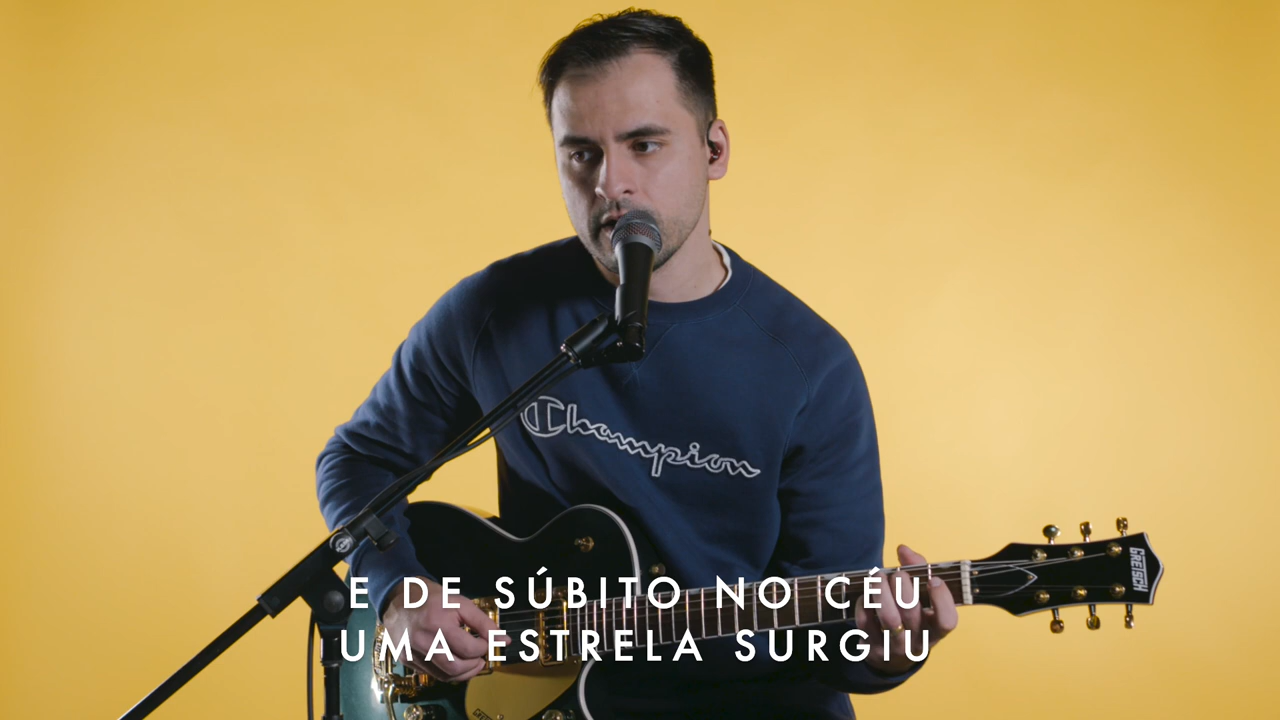 Champion
GRETSCH
E DE SÚBITO NO CÉU
UMA ESTRELA SURGIU